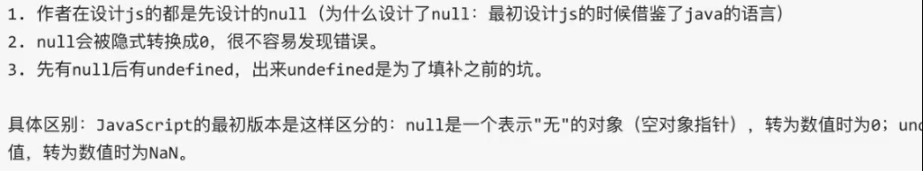 1. 作者在设计js的都是先设计的null（为什么设计了null：最初设计js的时候借鉴了java的语言）
2. null会被隐式转换成0，很不容易发现错误。
3. 先有null后有undefined，出来undefined是为了填补之前的坑。
具体区别：JavaScript的最初版本是这样区分的：null是一个表示"无"的对象（空对象指针），转为数值时为0；und
值，转为数值时为NaN。